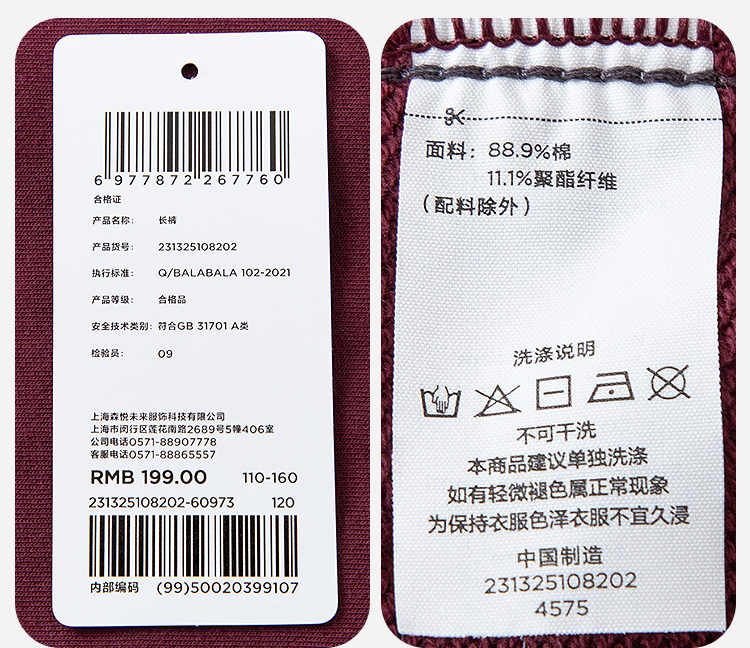 6 977872 267760
合格证
产品名称： 长裤
产品货号： 231325108202
执行标准： Q/BALABALA 102-2021
产品等级： 合格品
安全技术类别： 符合GB 31701 A类
检验员： 09
上海森悦未来服饰科技有限公司
上海市闵行区莲花南路2689号5幢406室
公司电话0571-88907778
客服电话0571-88865557
RMB 199.00 110-160
231325108202-60973 120
内部编码 (99)50020399107
面料：88.9%棉
11.1%聚酯纤维
（配料除外）
洗涤说明
不可干洗
本商品建议单独洗涤
如有轻微褪色属正常现象
为保持衣服色泽衣服不宜久浸
中国制造
231325108202
4575